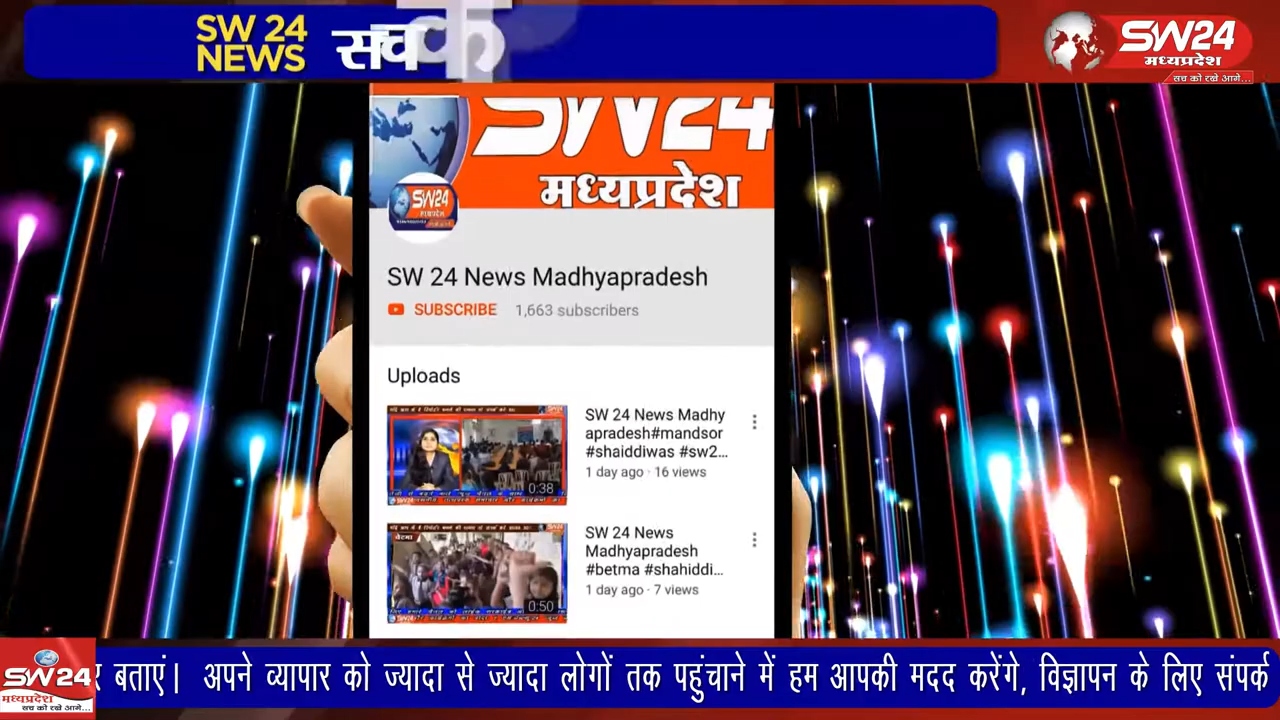 SW 24
NEWS
सच
क
SW24
मध्यप्रदेश
सच को रखे आगे...
SW24
मध्यप्रदेश
SW24
SW 24 News Madhyapradesh
SUBSCRIBE 1,663 subscribers
Uploads
SW 24 News Madhy
apradesh#mandsor
#shaiddiwas #sw2...
1 day ago · 16 views
0:38
SW 24 News
Madhyapradesh
#betma #shahiddi...
1 day ago · 7 views
बेटमा
0:50
SW24
मध्यप्रदेश
सच को रखे आगे...
र बताएं। अपने व्यापार को ज्यादा से ज्यादा लोगों तक पहुंचाने में हम आपकी मदद करेंगे, विज्ञापन के लिए संपर्क